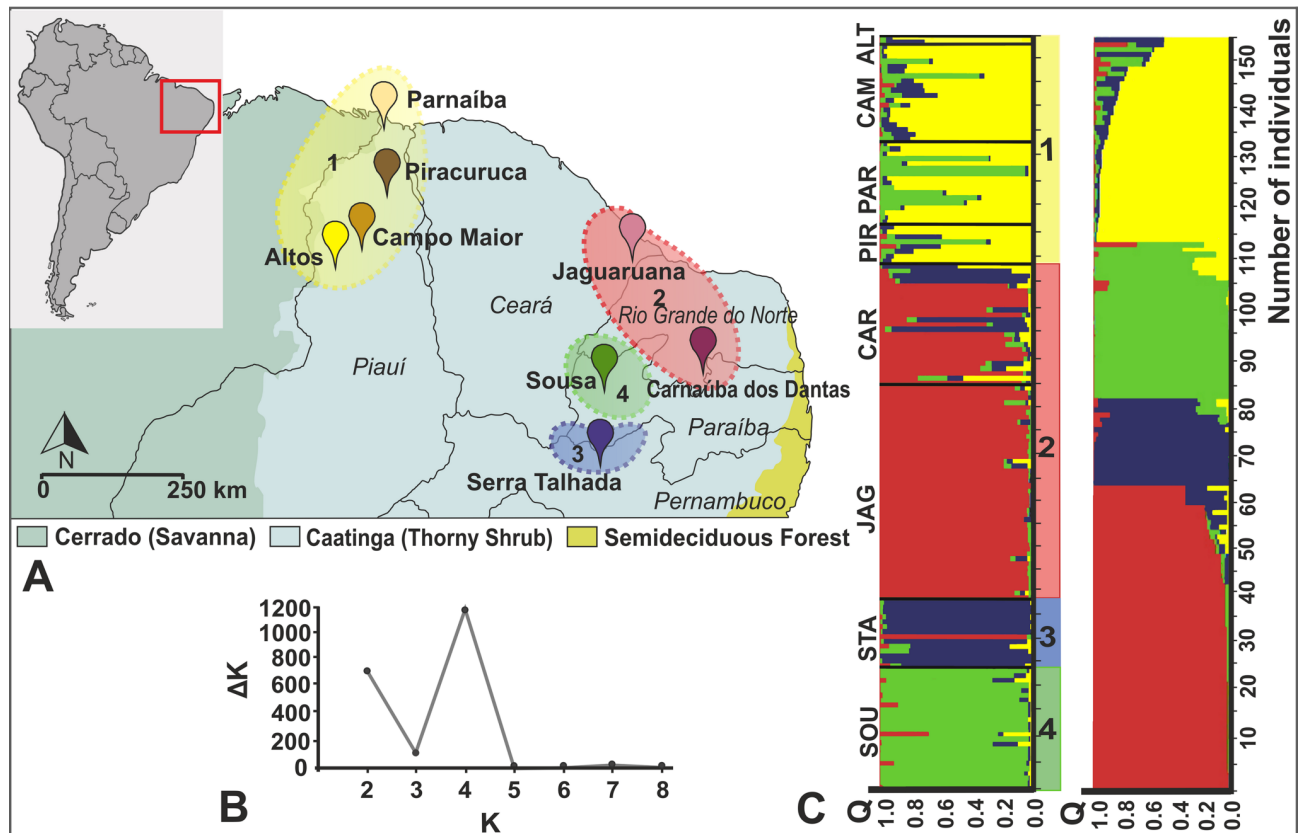 Parnaíba
1
Piracuruca
Campo Maior
Altos
Jaguaruana
2
Ceará
Rio Grande do Norte
Piauí
Sousa
4
Carnaúba dos Dantas
Paraíba
3
Serra Talhada
Pernambuco
N
0 250 km
Cerrado (Savanna) Caatinga (Thorny Shrub) Semideciduous Forest
A
ΔK
1200
1000
800
600
400
200
0
2 3 4 5 6 7 8
K
B
ALT
CAM
PAR
PIR
CAR
JAG
STA
SOU
1
2
3
4
Q
1.0 0.8 0.6 0.4 0.2 0.0
C
Number of individuals
150
140
130
120
110
100
90
80
70
60
50
40
30
20
10
Q
1.0 0.8 0.6 0.4 0.2 0.0